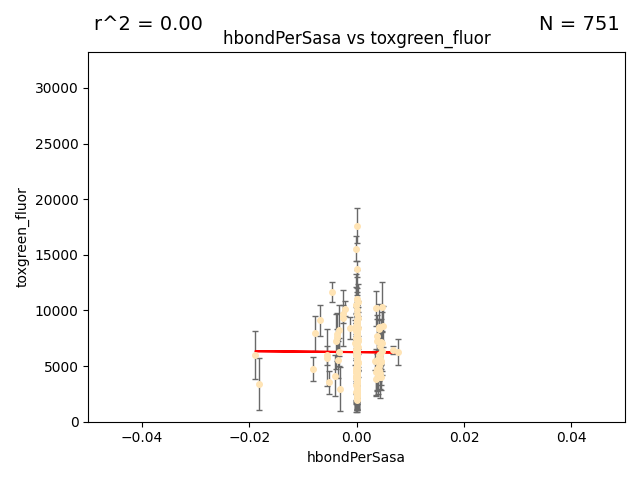 r^2 = 0.00
N = 751
hbondPerSasa vs toxgreen_fluor
30000
25000
20000
15000
10000
5000
0
toxgreen_fluor
−0.04
−0.02
0.00
0.02
0.04
hbondPerSasa